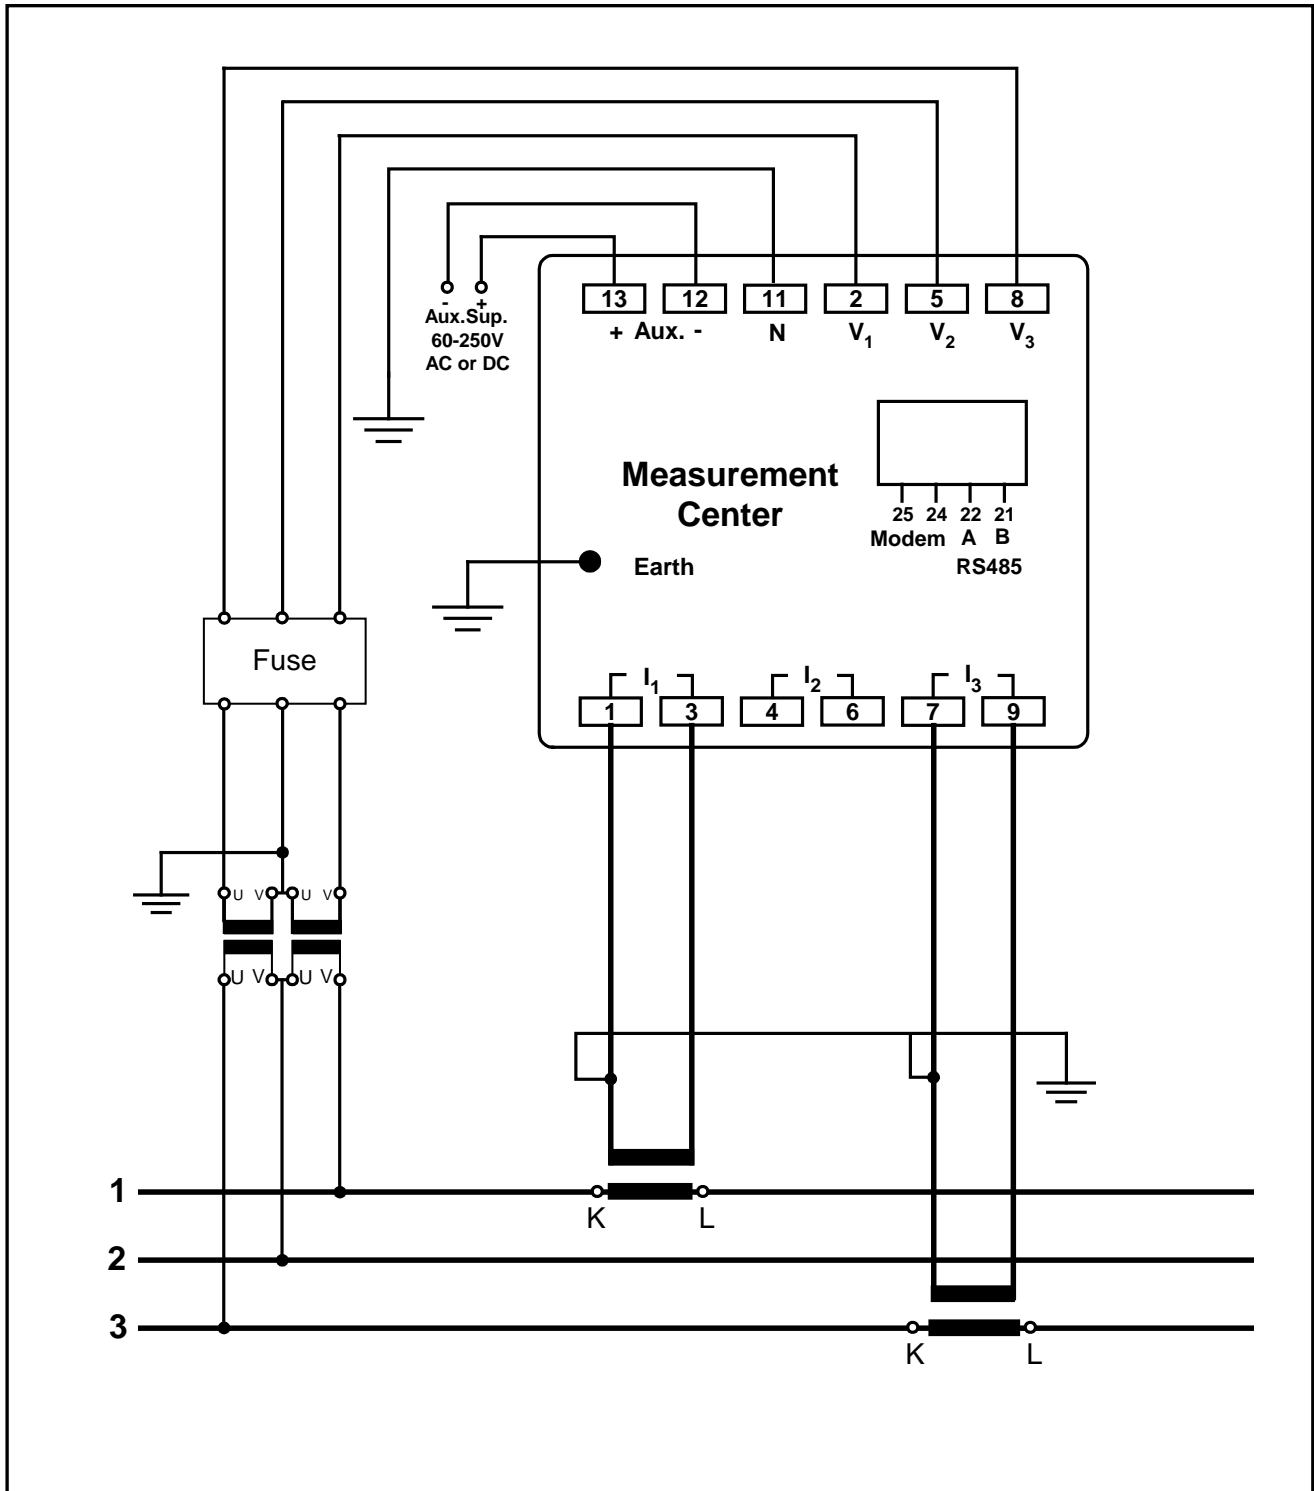 13 12 11 2 5 8
+ Aux. - N V1 V2 V3
- +
Aux.Sup.
60-250V
AC or DC
Measurement
Center
25 24 22 21
Modem A B
RS485
Earth
Fuse
I1 I2 I3
1 3 4 6 7 9
U V U V
U V U V
1
K L
2
3
K L